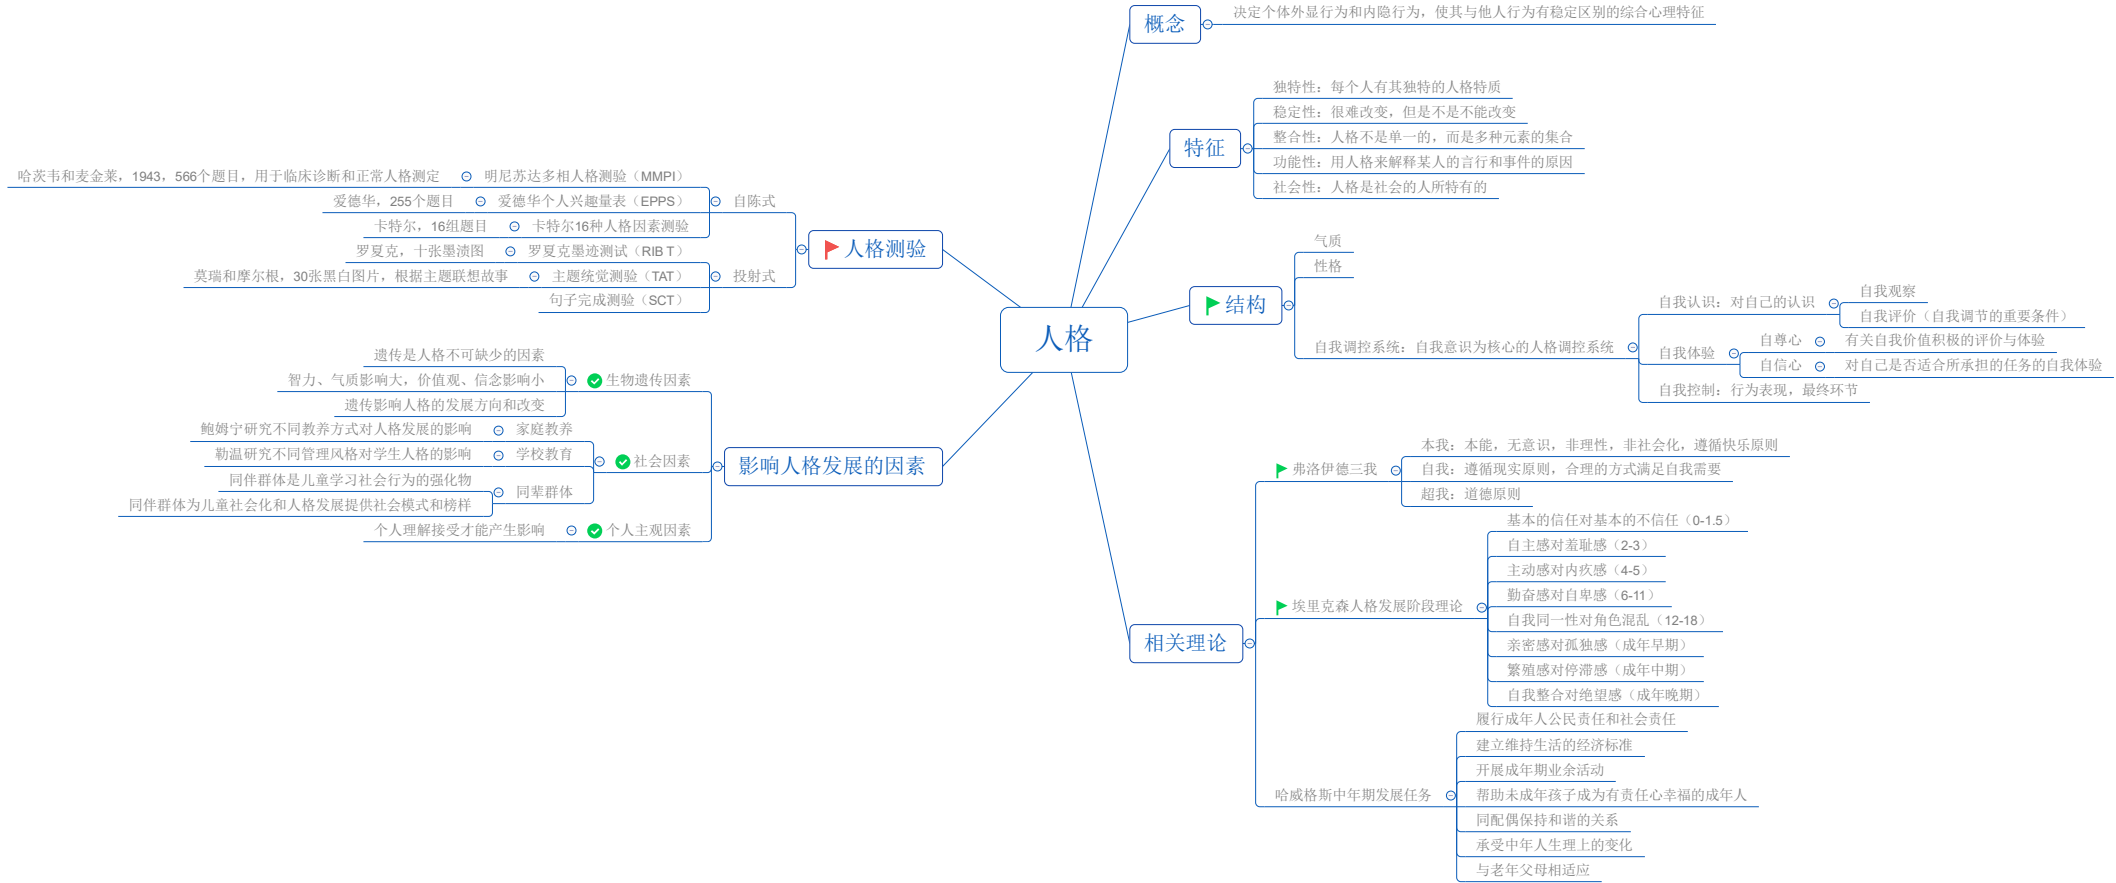 人格
概念
决定个体外显行为和内隐行为，使其与他人行为有稳定区别的综合心理特征
特征
独特性：每个人有其独特的人格特质
稳定性：很难改变，但是不是不能改变
整合性：人格不是单一的，而是多种元素的集合
功能性：用人格来解释某人的言行和事件的原因
社会性：人格是社会的人所特有的
结构
气质
性格
自我调控系统：自我意识为核心的人格调控系统
自我认识：对自己的认识
自我观察
自我评价（自我调节的重要条件）
自我体验
自尊心
有关自我价值积极的评价与体验
自信心
对自己是否适合所承担的任务的自我体验
自我控制：行为表现，最终环节
相关理论
弗洛伊德三我
本我：本能，无意识，非理性，非社会化，遵循快乐原则
自我：遵循现实原则，合理的方式满足自我需要
超我：道德原则
埃里克森人格发展阶段理论
基本的信任对基本的不信任（0-1.5）
自主感对羞耻感（2-3）
主动感对内疚感（4-5）
勤奋感对自卑感（6-11）
自我同一性对角色混乱（12-18）
亲密感对孤独感（成年早期）
繁殖感对停滞感（成年中期）
自我整合对绝望感（成年晚期）
哈威格斯中年期发展任务
履行成年人公民责任和社会责任
建立维持生活的经济标准
开展成年期业余活动
帮助未成年孩子成为有责任心幸福的成年人
同配偶保持和谐的关系
承受中年人生理上的变化
与老年父母相适应
人格测验
自陈式
明尼苏达多相人格测验（MMPI）
哈茨韦和麦金莱，1943，566个题目，用于临床诊断和正常人格测定
爱德华个人兴趣量表（EPPS）
爱德华，255个题目
卡特尔16种人格因素测验
卡特尔，16组题目
投射式
罗夏克墨迹测试（RIB T）
罗夏克，十张墨渍图
主题统觉测验（TAT）
莫瑞和摩尔根，30张黑白图片，根据主题联想故事
句子完成测验（SCT）
影响人格发展的因素
生物遗传因素
遗传是人格不可缺少的因素
智力、气质影响大，价值观、信念影响小
遗传影响人格的发展方向和改变
社会因素
家庭教养
鲍姆宁研究不同教养方式对人格发展的影响
学校教育
勒温研究不同管理风格对学生人格的影响
同辈群体
同伴群体是儿童学习社会行为的强化物
同伴群体为儿童社会化和人格发展提供社会模式和榜样
个人主观因素
个人理解接受才能产生影响